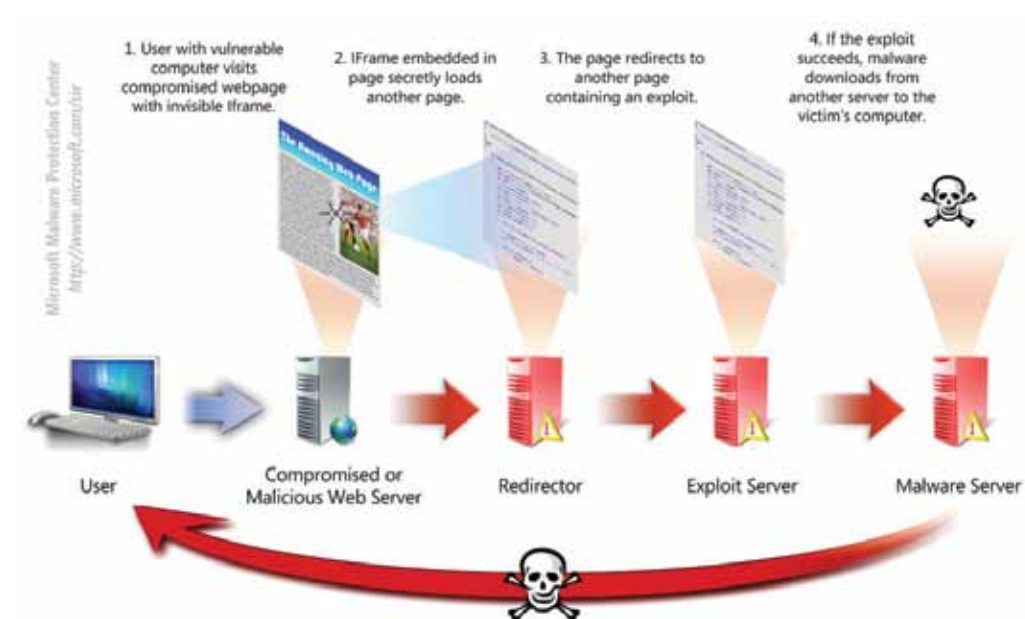 1. User with vulnerable
computer visits
compromised webpage
with invisible Iframe.
2. IFrame embedded in
page secretly loads
another page.
3. The page redirects to
another page
containing an exploit.
4. If the exploit
succeeds, malware
downloads from
another server to the
victim's computer.
Microsoft Malware Protection Center
http://www.microsoft.com/sir
The Amazing Web Page
User
Compromised or
Malicious Web Server
Redirector
Exploit Server
Malware Server